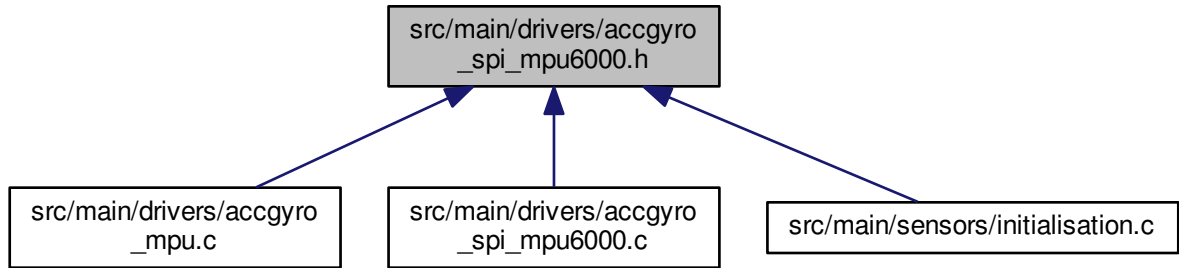 src/main/drivers/accgyro
_spi_mpu6000.h
src/main/drivers/accgyro
_mpu.c
src/main/drivers/accgyro
_spi_mpu6000.c
src/main/sensors/initialisation.c